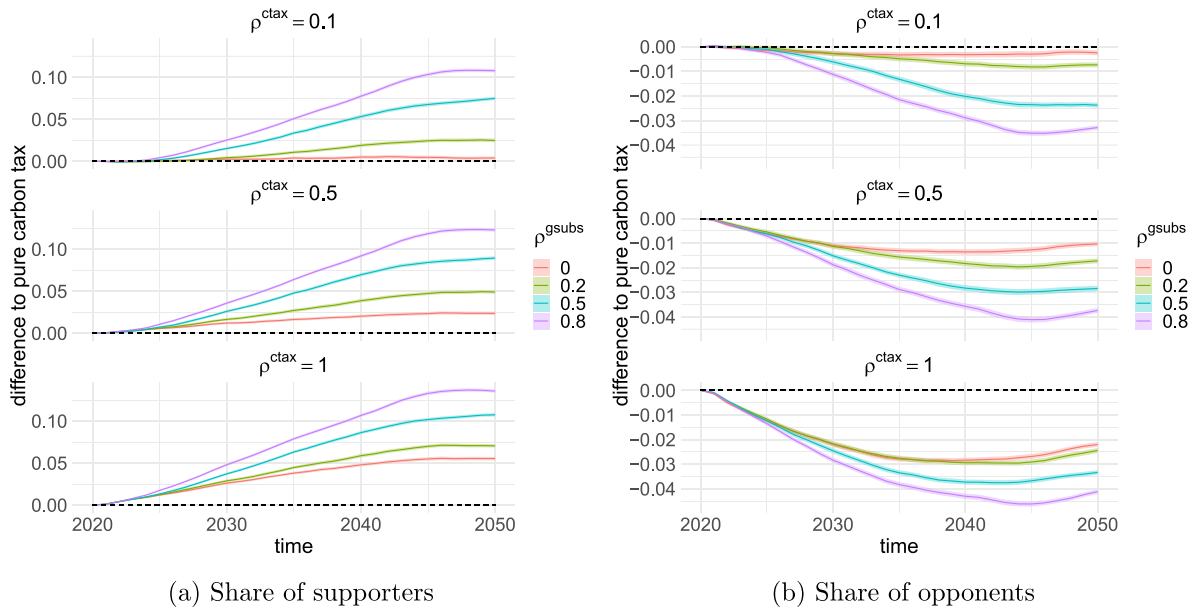 ρ^ctax = 0.1
0.10
0.05
0.00
ρ^ctax = 0.5
0.10
0.05
0.00
ρ^ctax = 1
0.10
0.05
0.00
2020 2030 2040 2050
time
difference to pure carbon tax
ρ^gsubs
0
0.2
0.5
0.8
(a) Share of supporters
ρ^ctax = 0.1
0.00
−0.01
−0.02
−0.03
−0.04
ρ^ctax = 0.5
0.00
−0.01
−0.02
−0.03
−0.04
ρ^ctax = 1
0.00
−0.01
−0.02
−0.03
−0.04
2020 2030 2040 2050
time
difference to pure carbon tax
ρ^gsubs
0
0.2
0.5
0.8
(b) Share of opponents